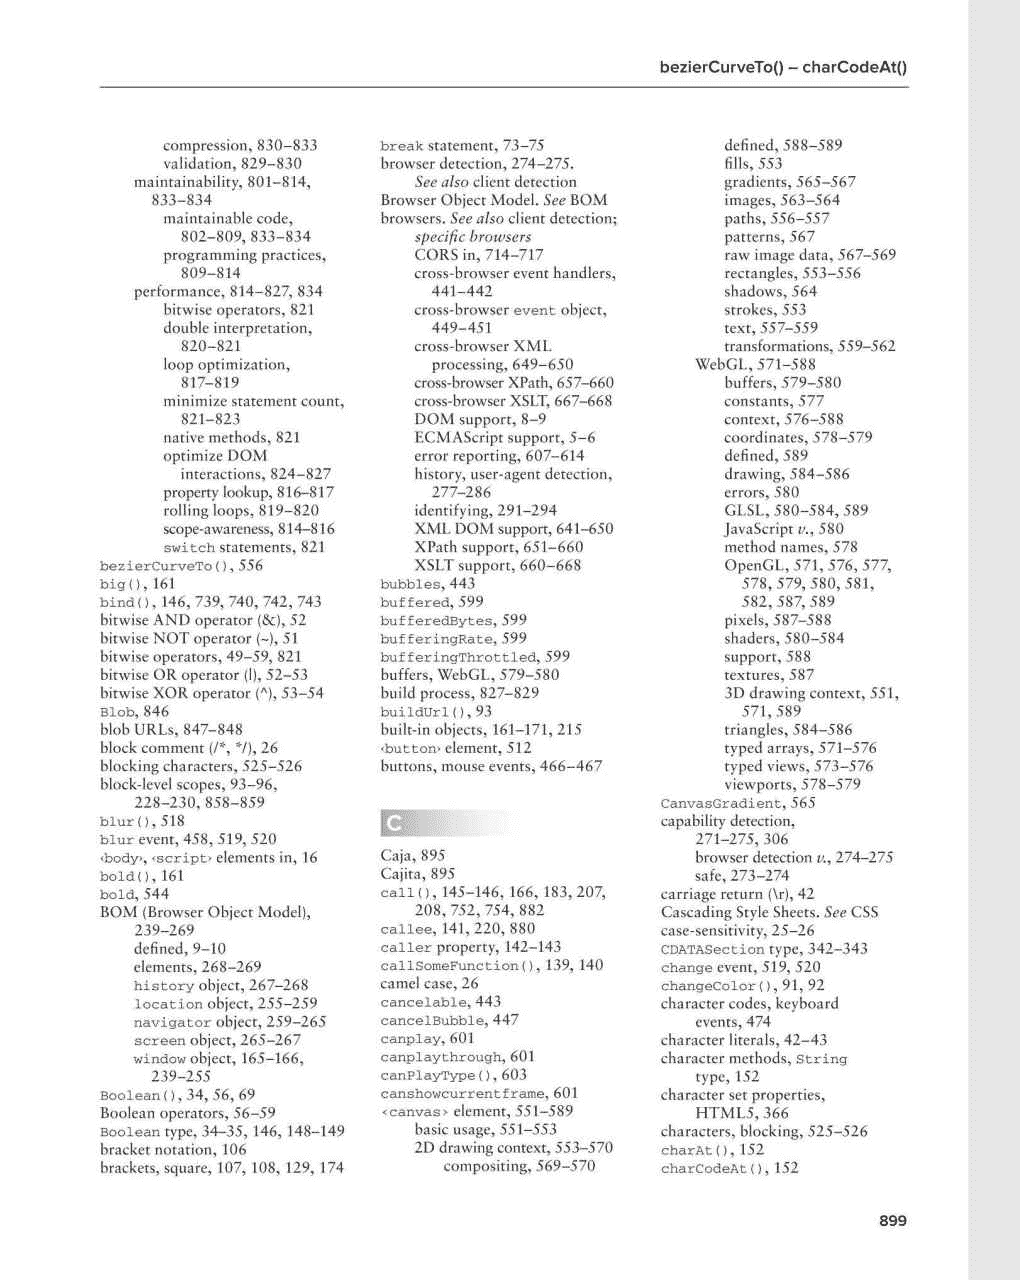 bezierCurveTo() – charCodeAt()
compression, 830–833
validation, 829–830
maintainability, 801–814,
833–834
maintainable code,
802–809, 833–834
programming practices,
809–814
performance, 814–827, 834
bitwise operators, 821
double interpretation,
820–821
loop optimization,
817–819
minimize statement count,
821–823
native methods, 821
optimize DOM
interactions, 824–827
property lookup, 816–817
rolling loops, 819–820
scope-awareness, 814–816
switch statements, 821
bezierCurveTo(), 556
big(), 161
bind(), 146, 739, 740, 742, 743
bitwise AND operator (&), 52
bitwise NOT operator (~), 51
bitwise operators, 49–59, 821
bitwise OR operator (|), 52–53
bitwise XOR operator (^), 53–54
Blob, 846
blob URLs, 847–848
block comment (/*, */), 26
blocking characters, 525–526
block-level scopes, 93–96,
228–230, 858–859
blur(), 518
blur event, 458, 519, 520
‹body›, ‹script› elements in, 16
bold(), 161
bold, 544
BOM (Browser Object Model),
239–269
defined, 9–10
elements, 268–269
history object, 267–268
location object, 255–259
navigator object, 259–265
screen object, 265–267
window object, 165–166,
239–255
Boolean(), 34, 56, 69
Boolean operators, 56–59
Boolean type, 34–35, 146, 148–149
bracket notation, 106
brackets, square, 107, 108, 129, 174
break statement, 73–75
browser detection, 274–275.
See also client detection
Browser Object Model. See BOM
browsers. See also client detection;
specific browsers
CORS in, 714–717
cross-browser event handlers,
441–442
cross-browser event object,
449–451
cross-browser XML
processing, 649–650
cross-browser XPath, 657–660
cross-browser XSLT, 667–668
DOM support, 8–9
ECMAScript support, 5–6
error reporting, 607–614
history, user-agent detection,
277–286
identifying, 291–294
XML DOM support, 641–650
XPath support, 651–660
XSLT support, 660–668
bubbles, 443
buffered, 599
bufferedBytes, 599
bufferingRate, 599
bufferingThrottled, 599
buffers, WebGL, 579–580
build process, 827–829
buildUrl(), 93
built-in objects, 161–171, 215
‹button› element, 512
buttons, mouse events, 466–467
C
Caja, 895
Cajita, 895
call(), 145–146, 166, 183, 207,
208, 752, 754, 882
callee, 141, 220, 880
caller property, 142–143
callSomeFunction(), 139, 140
camel case, 26
cancelable, 443
cancelBubble, 447
canplay, 601
canplaythrough, 601
canPlayType(), 603
canshowcurrentframe, 601
‹canvas› element, 551–589
basic usage, 551–553
2D drawing context, 553–570
compositing, 569–570
defined, 588–589
fills, 553
gradients, 565–567
images, 563–564
paths, 556–557
patterns, 567
raw image data, 567–569
rectangles, 553–556
shadows, 564
strokes, 553
text, 557–559
transformations, 559–562
WebGL, 571–588
buffers, 579–580
constants, 577
context, 576–588
coordinates, 578–579
defined, 589
drawing, 584–586
errors, 580
GLSL, 580–584, 589
JavaScript v., 580
method names, 578
OpenGL, 571, 576, 577,
578, 579, 580, 581,
582, 587, 589
pixels, 587–588
shaders, 580–584
support, 588
textures, 587
3D drawing context, 551,
571, 589
triangles, 584–586
typed arrays, 571–576
typed views, 573–576
viewports, 578–579
CanvasGradient, 565
capability detection,
271–275, 306
browser detection v., 274–275
safe, 273–274
carriage return (\r), 42
Cascading Style Sheets. See CSS
case-sensitivity, 25–26
CDATASection type, 342–343
change event, 519, 520
changeColor(), 91, 92
character codes, keyboard
events, 474
character literals, 42–43
character methods, String
type, 152
character set properties,
HTML5, 366
characters, blocking, 525–526
charAt(), 152
charCodeAt(), 152
899